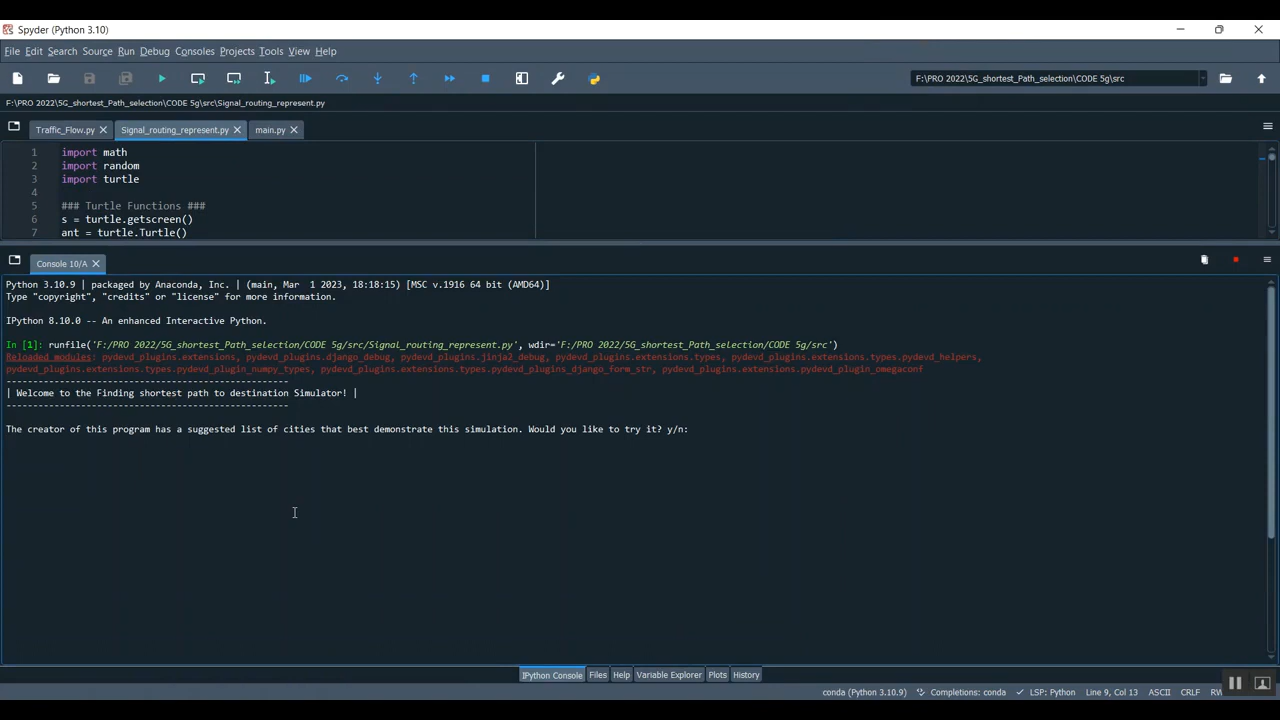 Spyder (Python 3.10)
File Edit Search Source Run Debug Consoles Projects Tools View Help
F:\PRO 2022\5G_shortest_Path_selection\CODE 5g\src
F:\PRO 2022\5G_shortest_Path_selection\CODE 5g\src\Signal_routing_represent.py
Traffic_Flow.py Signal_routing_represent.py main.py
1 import math
2 import random
3 import turtle
4
5 ### Turtle Functions ###
6 s = turtle.getscreen()
7 ant = turtle.Turtle()
Console 10/A
Python 3.10.9 | packaged by Anaconda, Inc. | (main, Mar  1 2023, 18:18:15) [MSC v.1916 64 bit (AMD64)]
Type "copyright", "credits" or "license" for more information.
IPython 8.10.0 -- An enhanced Interactive Python.
In [1]: runfile('F:/PRO 2022/5G_shortest_Path_selection/CODE 5g/src/Signal_routing_represent.py', wdir='F:/PRO 2022/5G_shortest_Path_selection/CODE 5g/src')
Reloaded modules: pydevd_plugins.extensions, pydevd_plugins.django_debug, pydevd_plugins.jinja2_debug, pydevd_plugins.extensions.types, pydevd_plugins.extensions.types.pydevd_helpers,
pydevd_plugins.extensions.types.pydevd_plugin_numpy_types, pydevd_plugins.extensions.types.pydevd_plugins_django_form_str, pydevd_plugins.extensions.pydevd_plugin_omegaconf
-----------------------------------------------------
| Welcome to the Finding shortest path to destination Simulator! |
-----------------------------------------------------
The creator of this program has a suggested list of cities that best demonstrate this simulation. Would you like to try it? y/n:
IPython Console Files Help Variable Explorer Plots History
conda (Python 3.10.9) Completions: conda LSP: Python Line 9, Col 13 ASCII CRLF RW